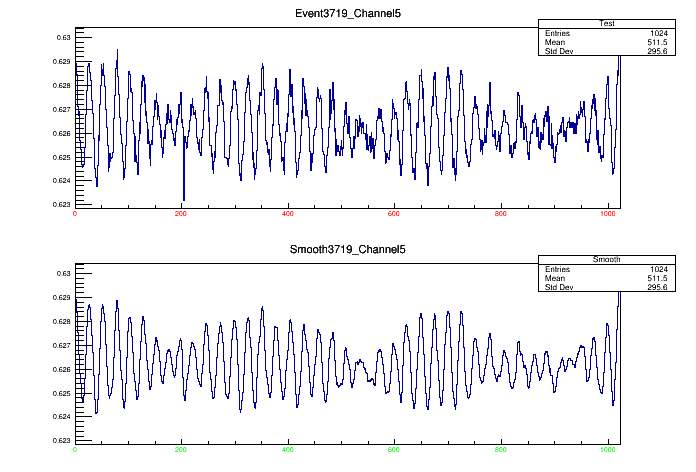 Event3719_Channel5
Test
Entries 1024
Mean 511.5
Std Dev 295.6
0.63
0.629
0.628
0.627
0.626
0.625
0.624
0.623
0 200 400 600 800 1000
Smooth3719_Channel5
Smooth
Entries 1024
Mean 511.5
Std Dev 295.6
0.63
0.629
0.628
0.627
0.626
0.625
0.624
0.623
0 200 400 600 800 1000